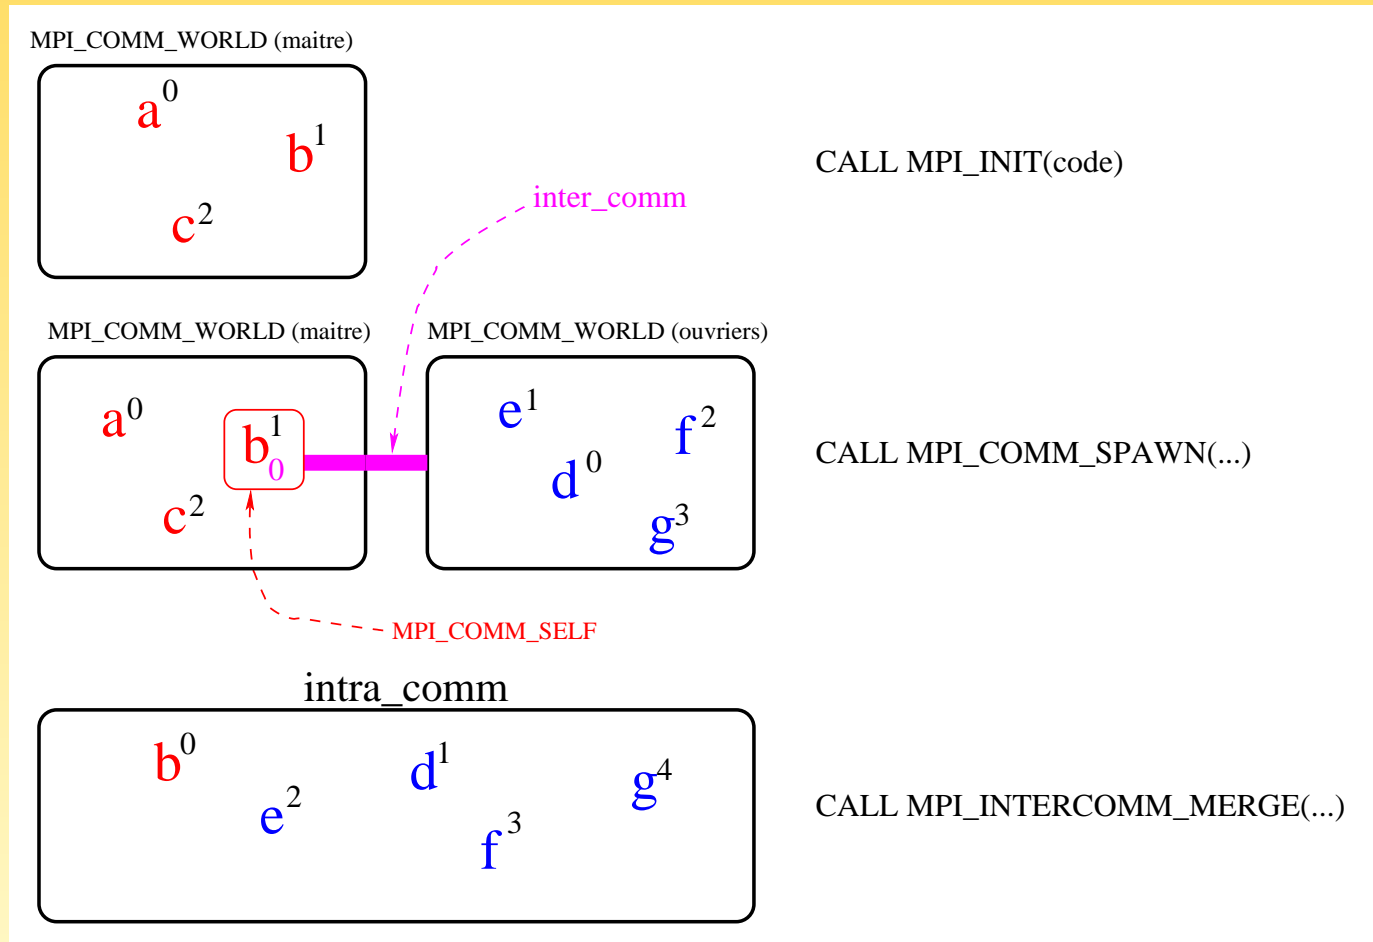 MPI_COMM_WORLD (maitre)
a0
b1
c2
CALL MPI_INIT(code)
inter_comm
MPI_COMM_WORLD (maitre)
MPI_COMM_WORLD (ouvriers)
a0
b1
0
c2
e1
f2
d0
g3
CALL MPI_COMM_SPAWN(...)
MPI_COMM_SELF
intra_comm
b0
e2
d1
f3
g4
CALL MPI_INTERCOMM_MERGE(...)